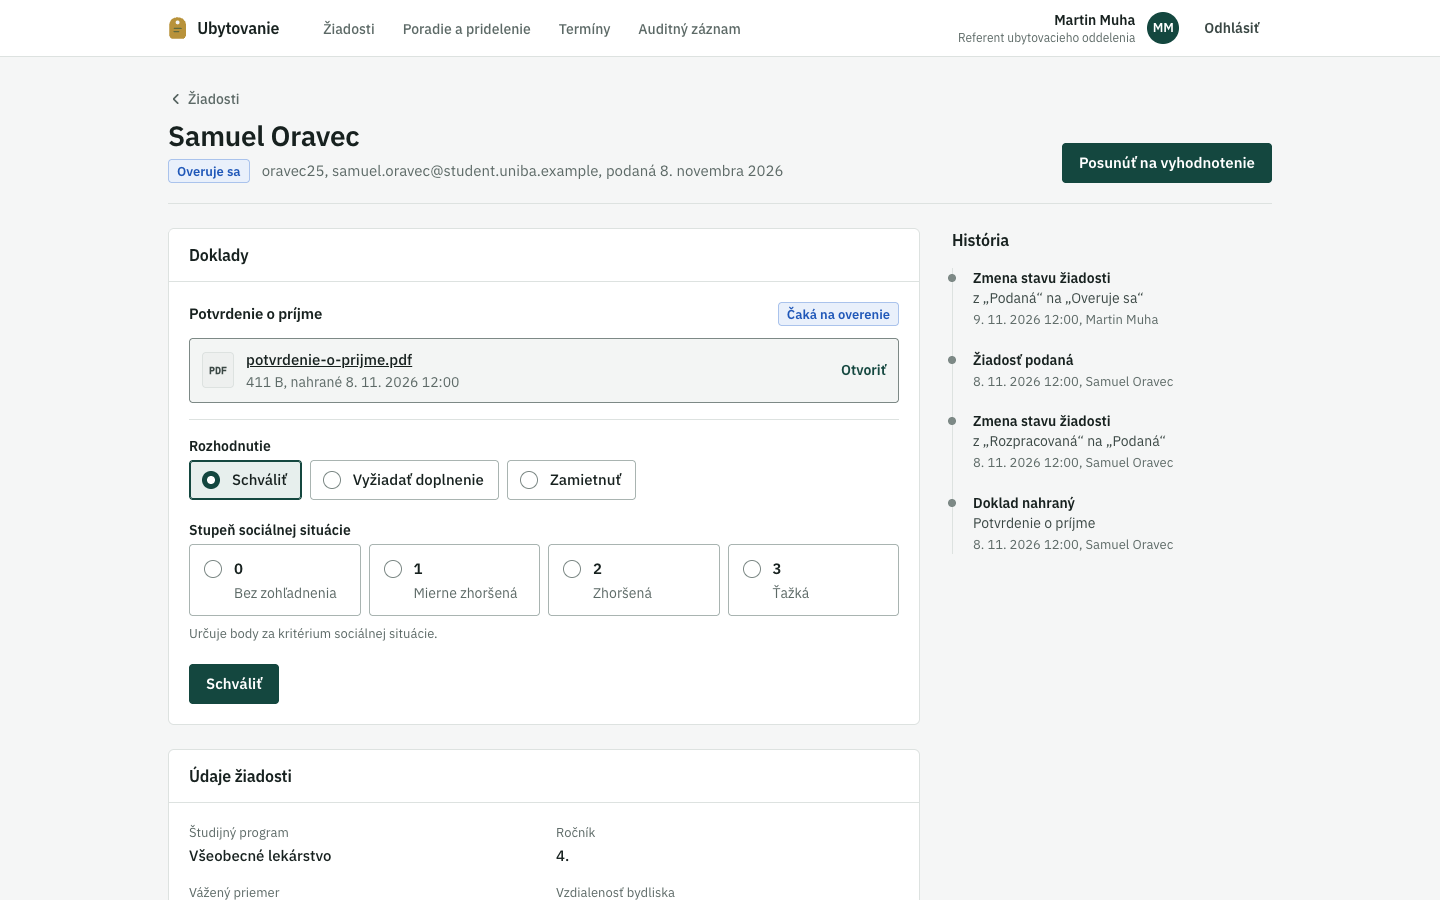 Ubytovanie
Žiadosti
Poradie a pridelenie
Termíny
Auditný záznam
Martin Muha
Referent ubytovacieho oddelenia
MM
Odhlásiť
Žiadosti
Samuel Oravec
Overuje sa
oravec25, samuel.oravec@student.uniba.example, podaná 8. novembra 2026
Posunúť na vyhodnotenie
Doklady
Potvrdenie o príjme
Čaká na overenie
PDF
potvrdenie-o-prijme.pdf
411 B, nahrané 8. 11. 2026 12:00
Otvoriť
Rozhodnutie
Schváliť
Vyžiadať doplnenie
Zamietnuť
Stupeň sociálnej situácie
0
Bez zohľadnenia
1
Mierne zhoršená
2
Zhoršená
3
Ťažká
Určuje body za kritérium sociálnej situácie.
Schváliť
História
Zmena stavu žiadosti
z „Podaná“ na „Overuje sa“
9. 11. 2026 12:00, Martin Muha
Žiadosť podaná
8. 11. 2026 12:00, Samuel Oravec
Zmena stavu žiadosti
z „Rozpracovaná“ na „Podaná“
8. 11. 2026 12:00, Samuel Oravec
Doklad nahraný
Potvrdenie o príjme
8. 11. 2026 12:00, Samuel Oravec
Údaje žiadosti
Študijný program
Všeobecné lekárstvo
Ročník
4.
Vážený priemer
Vzdialenosť bydliska